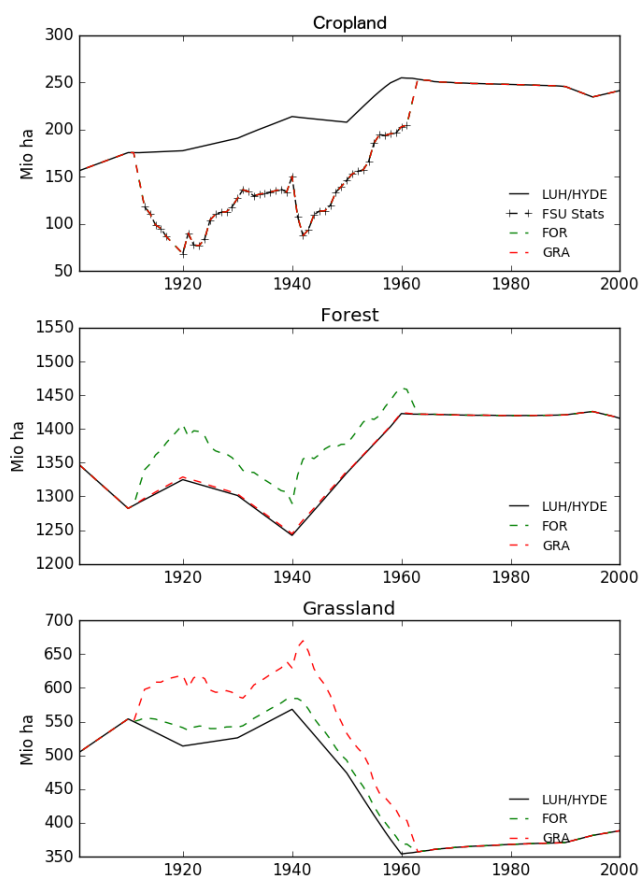 Cropland
300
250
200
150
100
50
Mio ha
LUH/HYDE
FSU Stats
FOR
GRA
1920 1940 1960 1980 2000
Forest
1550
1500
1450
1400
1350
1300
1250
1200
Mio ha
LUH/HYDE
FOR
GRA
1920 1940 1960 1980 2000
Grassland
700
650
600
550
500
450
400
350
Mio ha
LUH/HYDE
FOR
GRA
1920 1940 1960 1980 2000